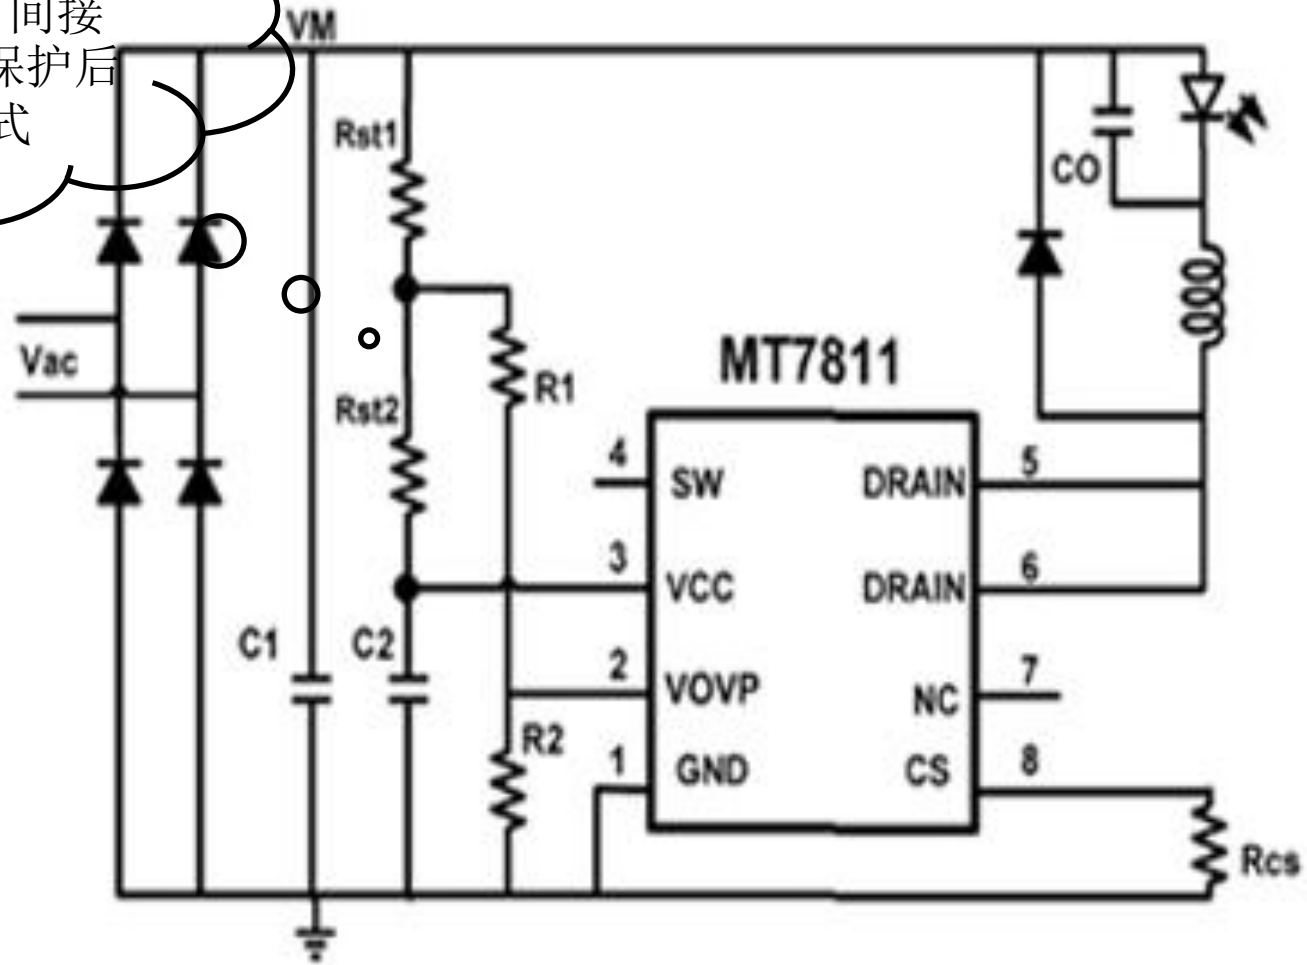 间接
保护后
式
VM
Rst1
CO
Vac
Rst2
R1
MT7811
4
SW
DRAIN
5
3
VCC
DRAIN
6
C1
C2
2
VOVP
NC
7
R2
1
GND
CS
8
Rcs